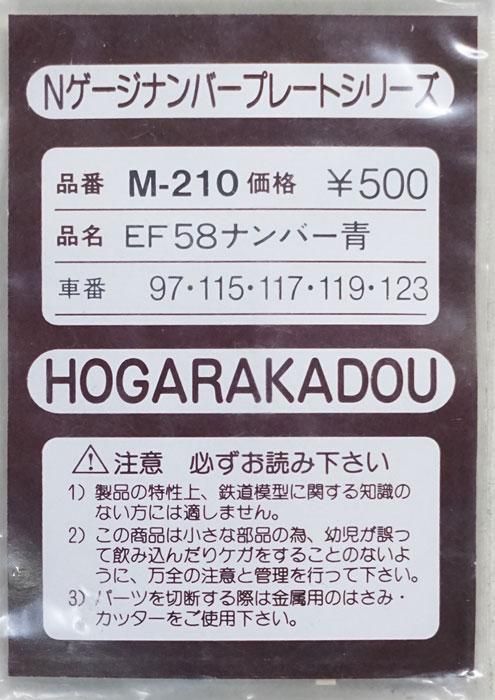 Nゲージナンバープレートシリーズ
品番 M-210 価格 ¥500
品名 EF58ナンバー青
車番 97・115・117・119・123
HOGARAKADOU
⚠注意 必ずお読み下さい
1) 製品の特性上、鉄道模型に関する知識の
ない方には適しません。
2) この商品は小さな部品の為、幼児が誤っ
て飲み込んだりケガをすることのないよ
うに、万全の注意と管理を行って下さい。
3) パーツを切断する際は金属用のはさみ・
カッターをご使用下さい。